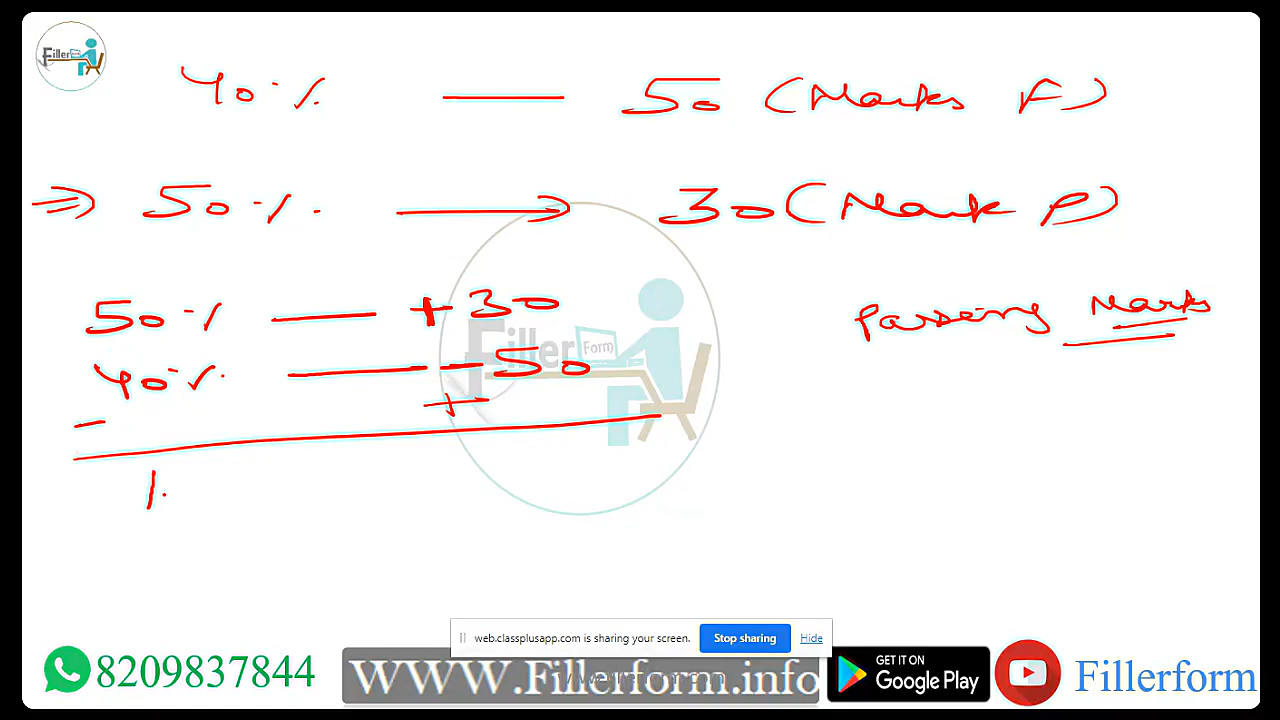 Fillerform
40% — 50 (Marks F)
⇒ 50% → 30 (Mark P)
50% — +30
Passing Marks
40% — -50
- +
Filler Form
1
web.classplusapp.com is sharing your screen. Stop sharing Hide
8209837844 WWW.Fillerform.info GET IT ON Google Play Fillerform